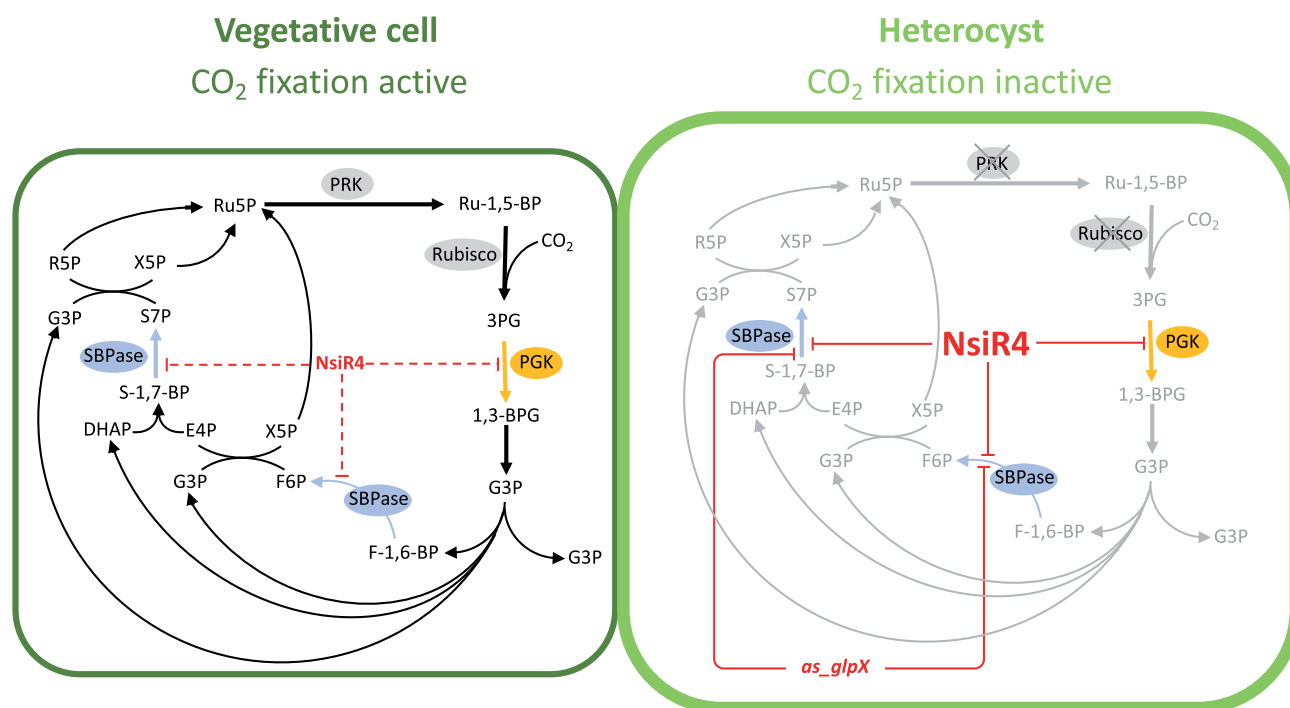 Vegetative cell
CO₂ fixation active
PRK
Ru5P
Ru-1,5-BP
Rubisco
CO₂
R5P
X5P
G3P
S7P
3PG
SBPase
NsiR4
PGK
S-1,7-BP
1,3-BPG
DHAP
E4P
X5P
G3P
F6P
G3P
SBPase
F-1,6-BP
G3P
Heterocyst
CO₂ fixation inactive
PRK
Ru5P
Ru-1,5-BP
Rubisco
CO₂
R5P
X5P
G3P
S7P
3PG
SBPase
NsiR4
PGK
S-1,7-BP
1,3-BPG
DHAP
E4P
X5P
G3P
F6P
G3P
SBPase
F-1,6-BP
G3P
as_glpX